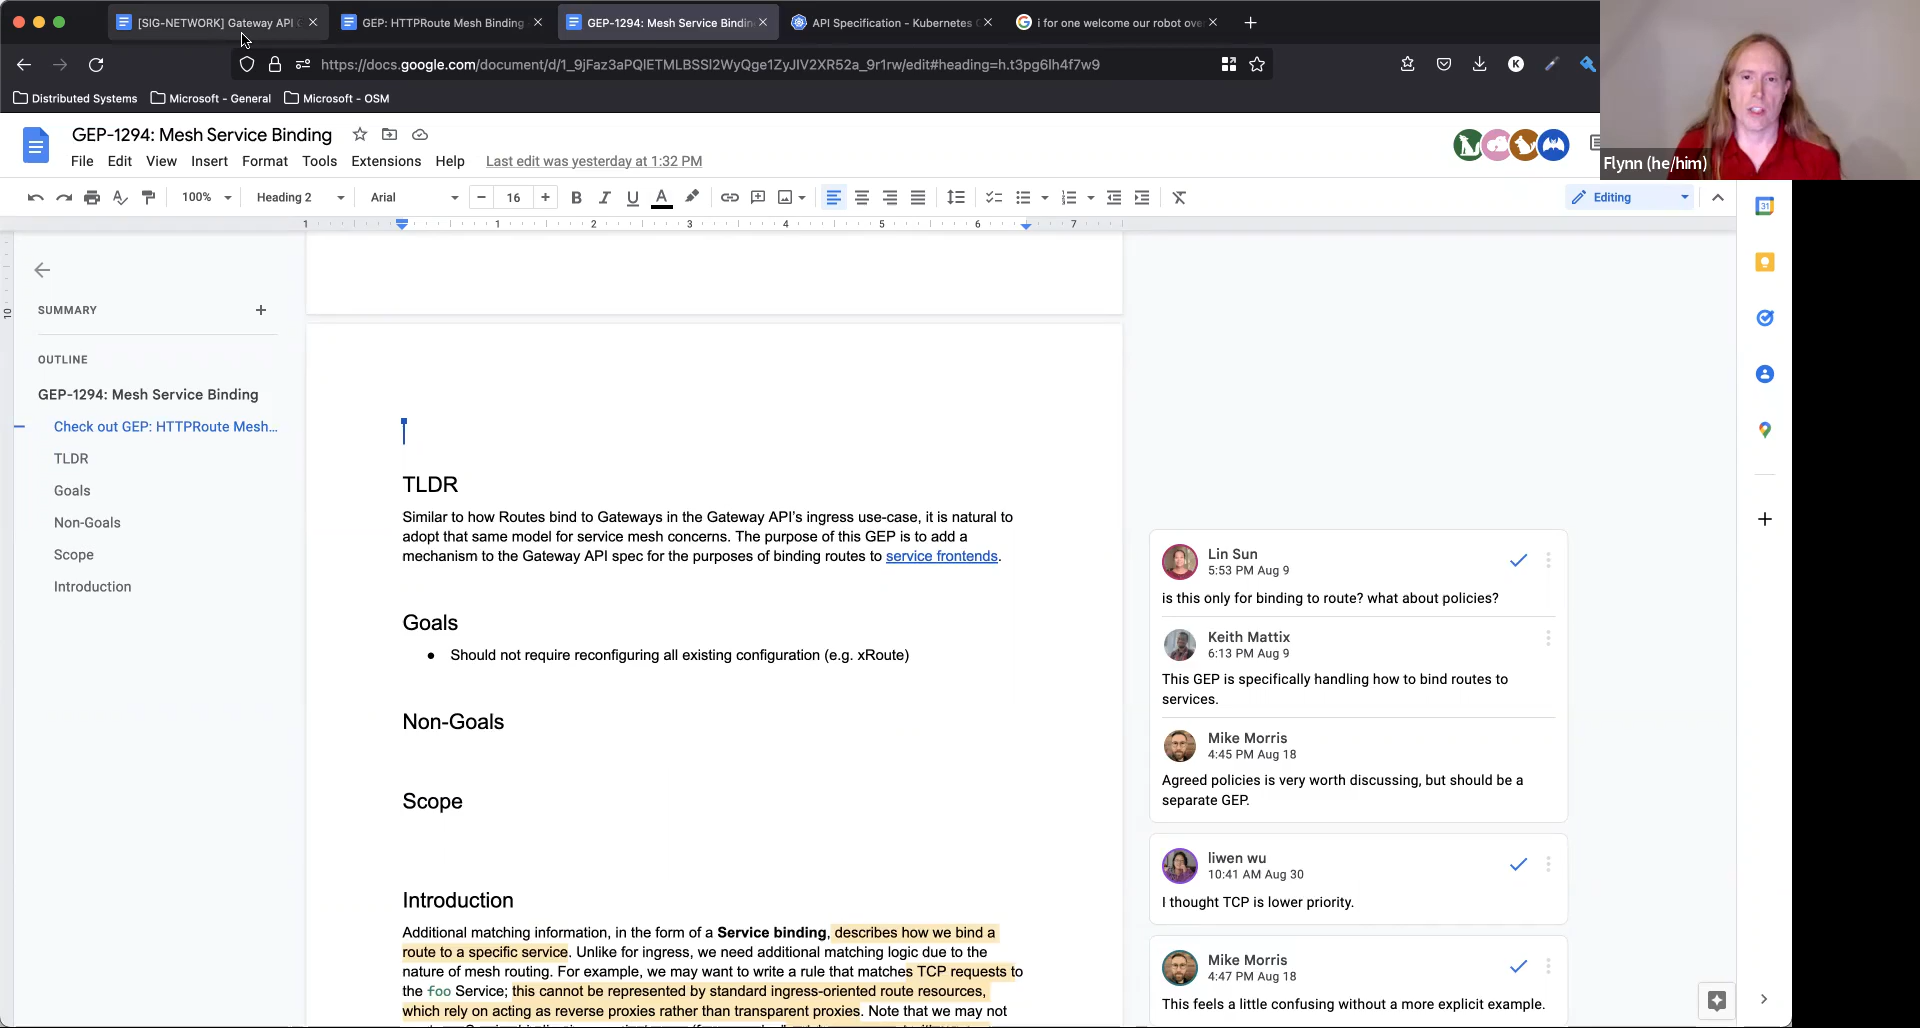 [SIG-NETWORK] Gateway API
GEP: HTTPRoute Mesh Binding
GEP-1294: Mesh Service Bindin
API Specification - Kubernetes
i for one welcome our robot ove
https://docs.google.com/document/d/1_9jFaz3aPQlETMLBSSl2WyQge1ZyJIV2XR52a_9r1rw/edit#heading=h.t3pg6lh4f7w9
K
Distributed Systems
Microsoft - General
Microsoft - OSM
GEP-1294: Mesh Service Binding
File Edit View Insert Format Tools Extensions Help Last edit was yesterday at 1:32 PM
Flynn (he/him)
100% Heading 2 Arial 16 B I U A Editing
1 1 2 3 4 5 6 7
31
10
SUMMARY
OUTLINE
GEP-1294: Mesh Service Binding
Check out GEP: HTTPRoute Mesh...
TLDR
Goals
Non-Goals
Scope
Introduction
TLDR
Similar to how Routes bind to Gateways in the Gateway API's ingress use-case, it is natural to
adopt that same model for service mesh concerns. The purpose of this GEP is to add a
mechanism to the Gateway API spec for the purposes of binding routes to service frontends.
Goals
● Should not require reconfiguring all existing configuration (e.g. xRoute)
Non-Goals
Scope
Introduction
Additional matching information, in the form of a Service binding, describes how we bind a
route to a specific service. Unlike for ingress, we need additional matching logic due to the
nature of mesh routing. For example, we may want to write a rule that matches TCP requests to
the foo Service; this cannot be represented by standard ingress-oriented route resources,
which rely on acting as reverse proxies rather than transparent proxies. Note that we may not
Lin Sun
5:53 PM Aug 9
is this only for binding to route? what about policies?
Keith Mattix
6:13 PM Aug 9
This GEP is specifically handling how to bind routes to
services.
Mike Morris
4:45 PM Aug 18
Agreed policies is very worth discussing, but should be a
separate GEP.
liwen wu
10:41 AM Aug 30
I thought TCP is lower priority.
Mike Morris
4:47 PM Aug 18
This feels a little confusing without a more explicit example.